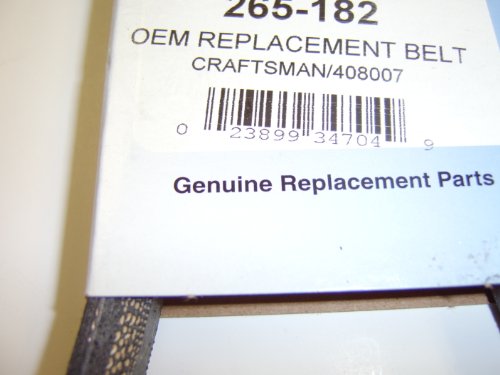 265-182
OEM REPLACEMENT BELT
CRAFTSMAN/408007
0 23899 34704 9
Genuine Replacement Parts